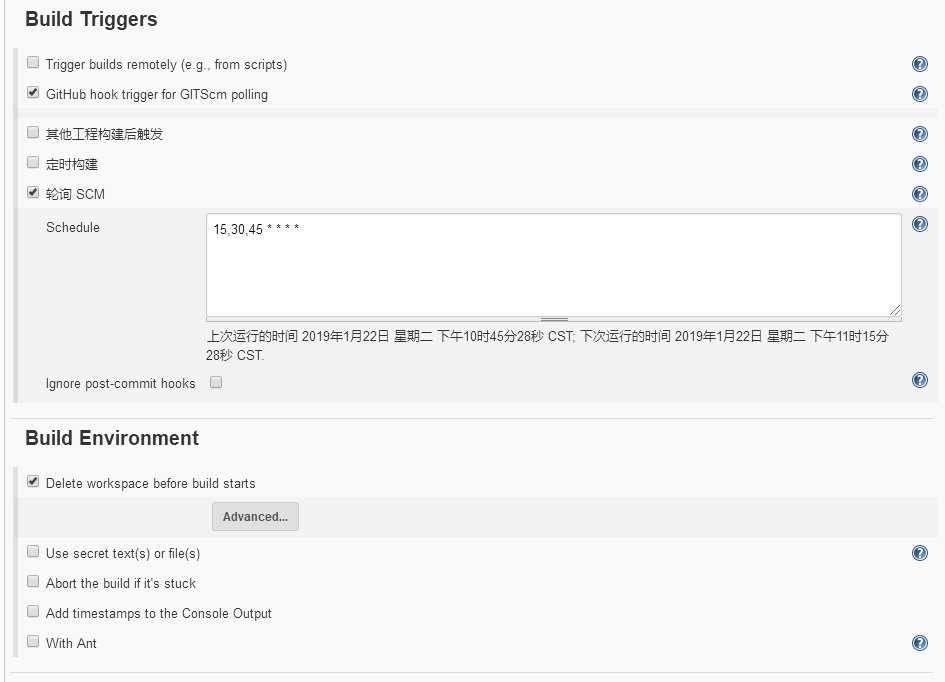 Build Triggers
Trigger builds remotely (e.g., from scripts)
GitHub hook trigger for GITScm polling
其他工程构建后触发
定时构建
轮询 SCM
Schedule
15,30,45 * * * *
上次运行的时间 2019年1月22日 星期二 下午10时45分28秒 CST; 下次运行的时间 2019年1月22日 星期二 下午11时15分
28秒 CST.
Ignore post-commit hooks
Build Environment
Delete workspace before build starts
Advanced...
Use secret text(s) or file(s)
Abort the build if it's stuck
Add timestamps to the Console Output
With Ant